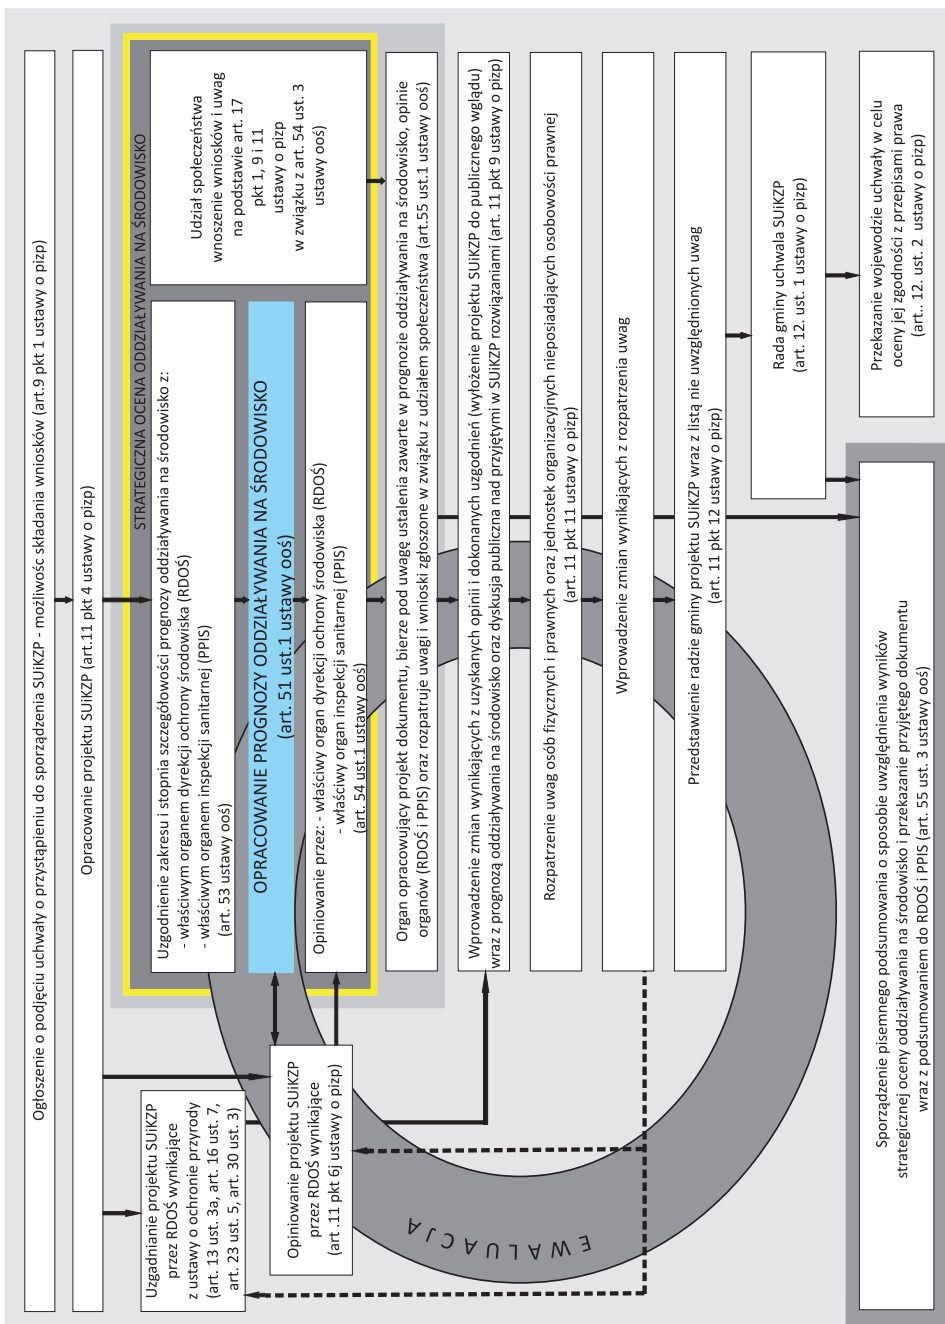 Ogłoszenie o podjęciu uchwały o przystąpieniu do sporządzenia SUiKZP - możliwośc składania wniosków (art.9 pkt 1 ustawy o pizp)
Opracowanie projektu SUiKZP (art.11 pkt 4 ustawy o pizp)
STRATEGICZNA OCENA ODDZIAŁYWANIA NA ŚRODOWISKO
Uzgodnienie zakresu i stopnia szczegółowości prognozy oddziaływania na środowisko z:
- właściwym organem dyrekcji ochrony środowiska (RDOŚ)
- właściwym organem inspekcji sanitarnej (PPIS)
(art. 53 ustawy ooś)
Udział społeczeństwa
wnoszenie wniosków i uwag
na podstawie art. 17
pkt 1, 9 i 11
ustawy o pizp
w związku z art. 54 ust. 3
ustawy ooś)
OPRACOWANIE PROGNOZY ODDZIAŁYWANIA NA ŚRODOWISKO
(art. 51 ust.1 ustawy ooś)
Opiniowanie przez: - właściwy organ dyrekcji ochrony środowiska (RDOŚ)
- właściwy organ inspekcji sanitarnej (PPIS)
(art. 54 ust.1 ustawy ooś)
Uzgadnianie projektu SUiKZP
przez RDOŚ wynikające
z ustawy o ochronie przyrody
(art. 13 ust. 3a, art. 16 ust. 7,
art. 23 ust. 5, art. 30 ust. 3)
Opiniowanie projektu SUiKZP
przez RDOŚ wynikające
(art .11 pkt 6j ustawy o pizp)
Organ opracowujący projekt dokumentu, bierze pod uwagę ustalenia zawarte w prognozie oddziaływania na środowisko, opinie
organów (RDOŚ i PPIS) oraz rozpatruje uwagi i wnioski zgłoszone w związku z udziałem społeczeństwa (art.55 ust.1 ustawy ooś)
Wprowadzenie zmian wynikających z uzyskanych opinii i dokonanych uzgodnień (wyłożenie projektu SUiKZP do publicznego wglądu)
wraz z prognozą oddziaływania na środowisko oraz dyskusja publiczna nad przyjętymi w SUiKZP rozwiązaniami (art. 11 pkt 9 ustawy o pizp)
Rozpatrzenie uwag osób fizycznych i prawnych oraz jednostek organizacyjnych nieposiadających osobowości prawnej
(art. 11 pkt 11 ustawy o pizp)
Wprowadzenie zmian wynikających z rozpatrzenia uwag
Przedstawienie radzie gminy projektu SUiKZP wraz z listą nie uwzględnionych uwag
(art. 11 pkt 12 ustawy o pizp)
EWALUACJA
Rada gminy uchwala SUiKZP
(art. 12. ust. 1 ustawy o pizp)
Przekazanie wojewodzie uchwały w celu
oceny jej zgodności z przepisami prawa
(art.. 12. ust. 2 ustawy o pizp)
Sporządzenie pisemnego podsumowania o sposobie uwzględnienia wyników
strategicznej oceny oddziaływania na środowisko i przekazanie przyjętego dokumentu
wraz z podsumowaniem do RDOŚ i PPIS (art. 55 ust. 3 ustawy ooś)